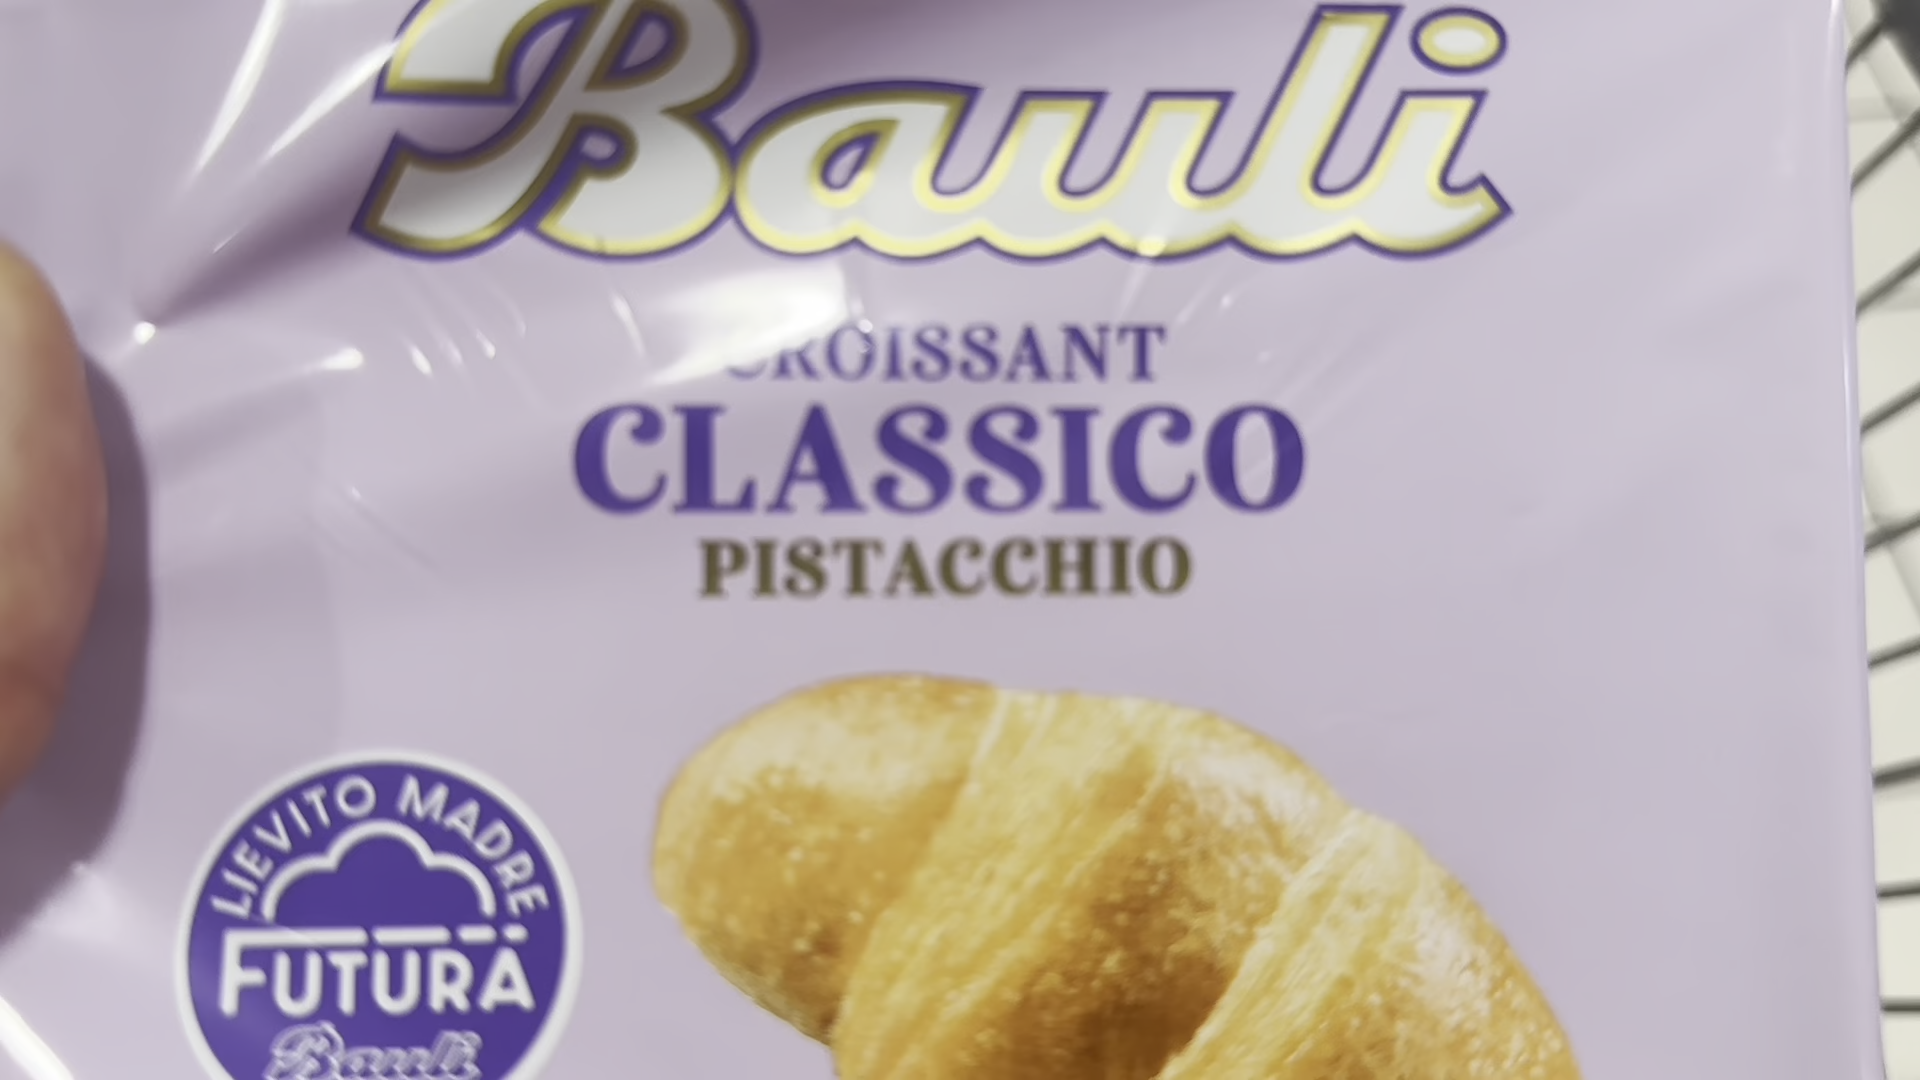 Bauli
CROISSANT
CLASSICO
PISTACCHIO
LIEVITO MADRE
FUTURA
Bauli